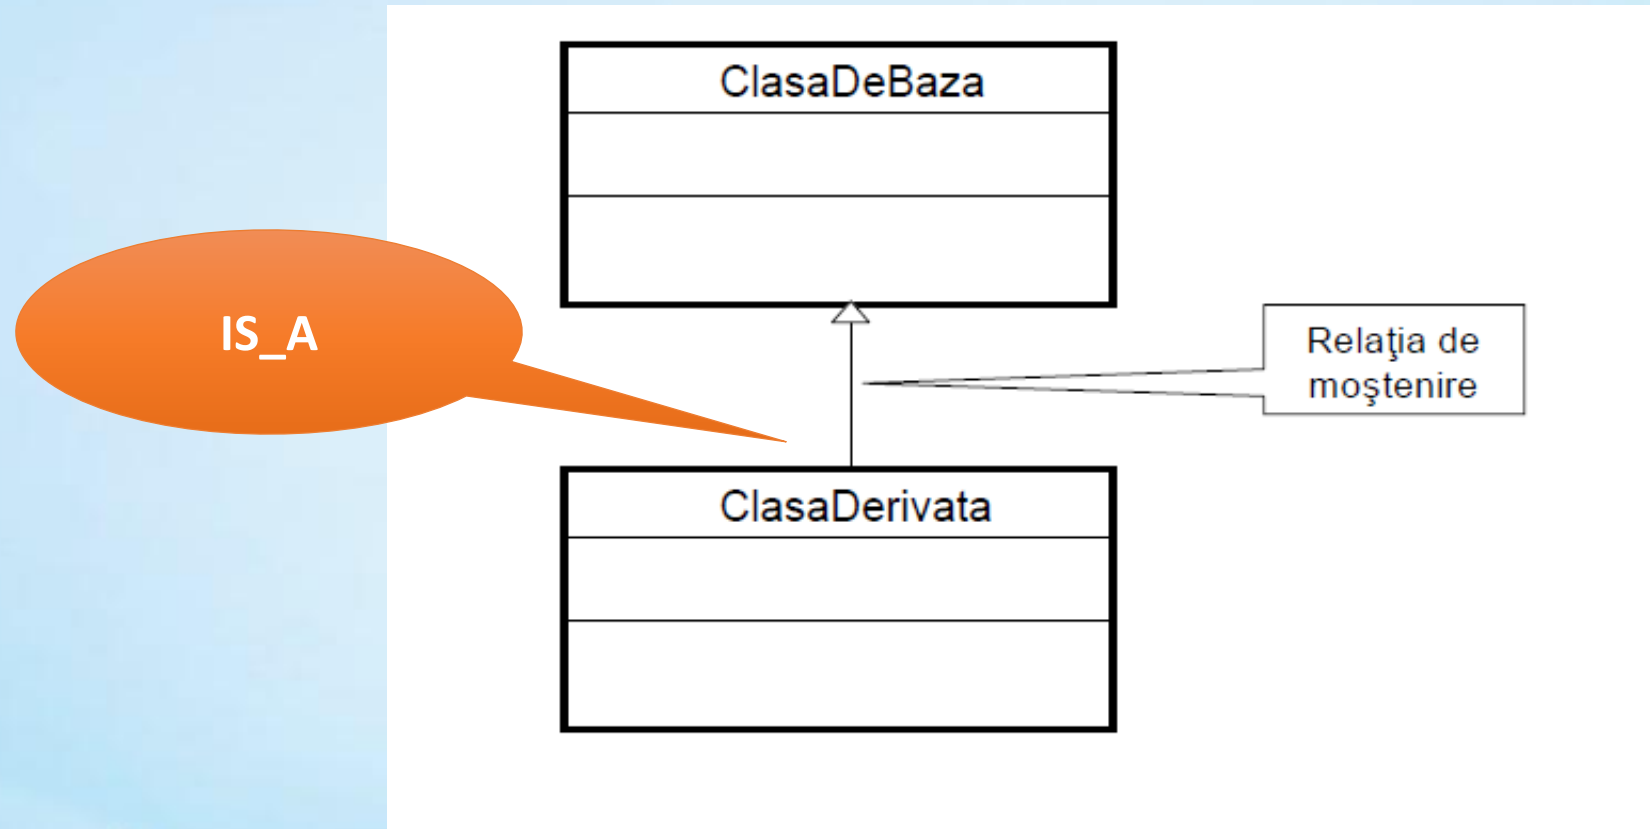 ClasaDeBaza
IS_A
Relaţia de
moştenire
ClasaDerivata